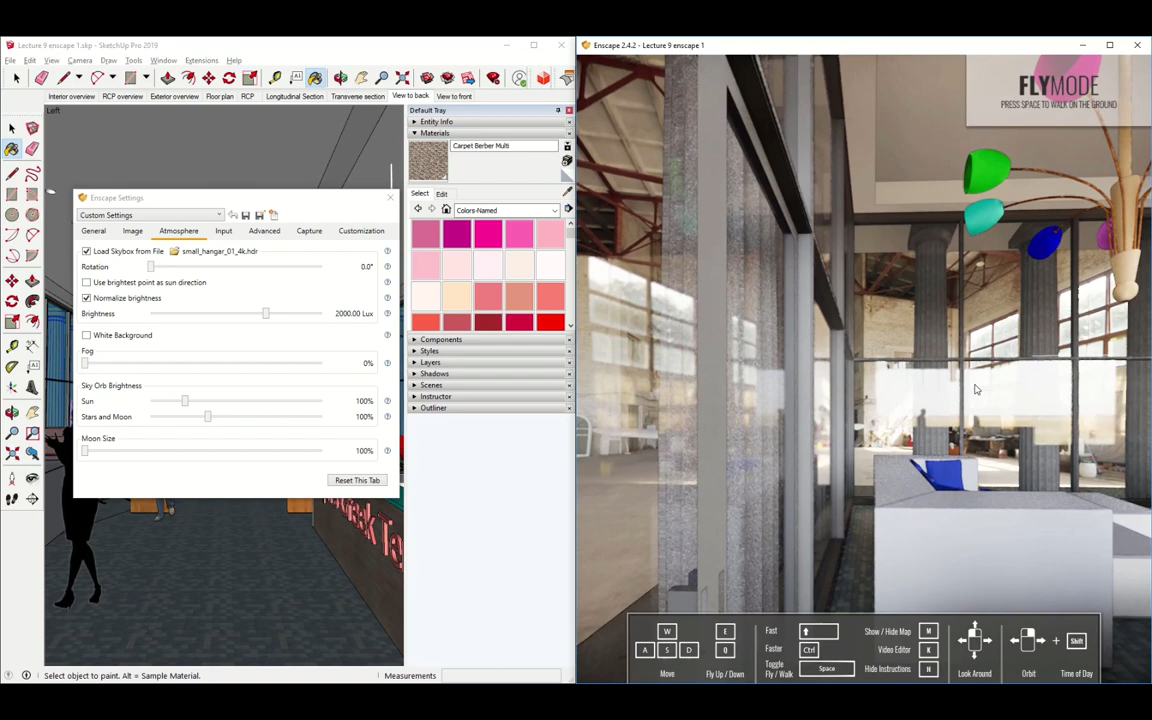 Lecture 9 enscape 1.skp - SketchUp Pro 2019
File Edit View Camera Draw Tools Window Extensions Help
Interior overview RCP overview Exterior overview Floor plan RCP Longitudinal Section Transverse section View to back View to front
Left
Default Tray
Entity Info
Materials
Carpet Berber Multi
Select Edit
Colors-Named
Components
Styles
Layers
Shadows
Scenes
Instructor
Outliner
Enscape Settings
Custom Settings
General Image Atmosphere Input Advanced Capture Customization
Load Skybox from File small_hangar_01_4k.hdr
Rotation 0.0°
Use brightest point as sun direction
Normalize brightness
Brightness 2000.00 Lux
White Background
Fog
0%
Sky Orb Brightness
Sun 100%
Stars and Moon 100%
Moon Size
100%
Reset This Tab
Select object to paint. Alt = Sample Material.
Measurements
Enscape 2.4.2 - Lecture 9 enscape 1
FLYMODE
PRESS SPACE TO WALK ON THE GROUND
W
A S D
Move
E
Q
Fly Up / Down
Fast
Faster Ctrl
Toggle Fly / Walk Space
Show / Hide Map M
Video Editor K
Hide Instructions H
Look Around
Orbit
+ Shift
Time of Day